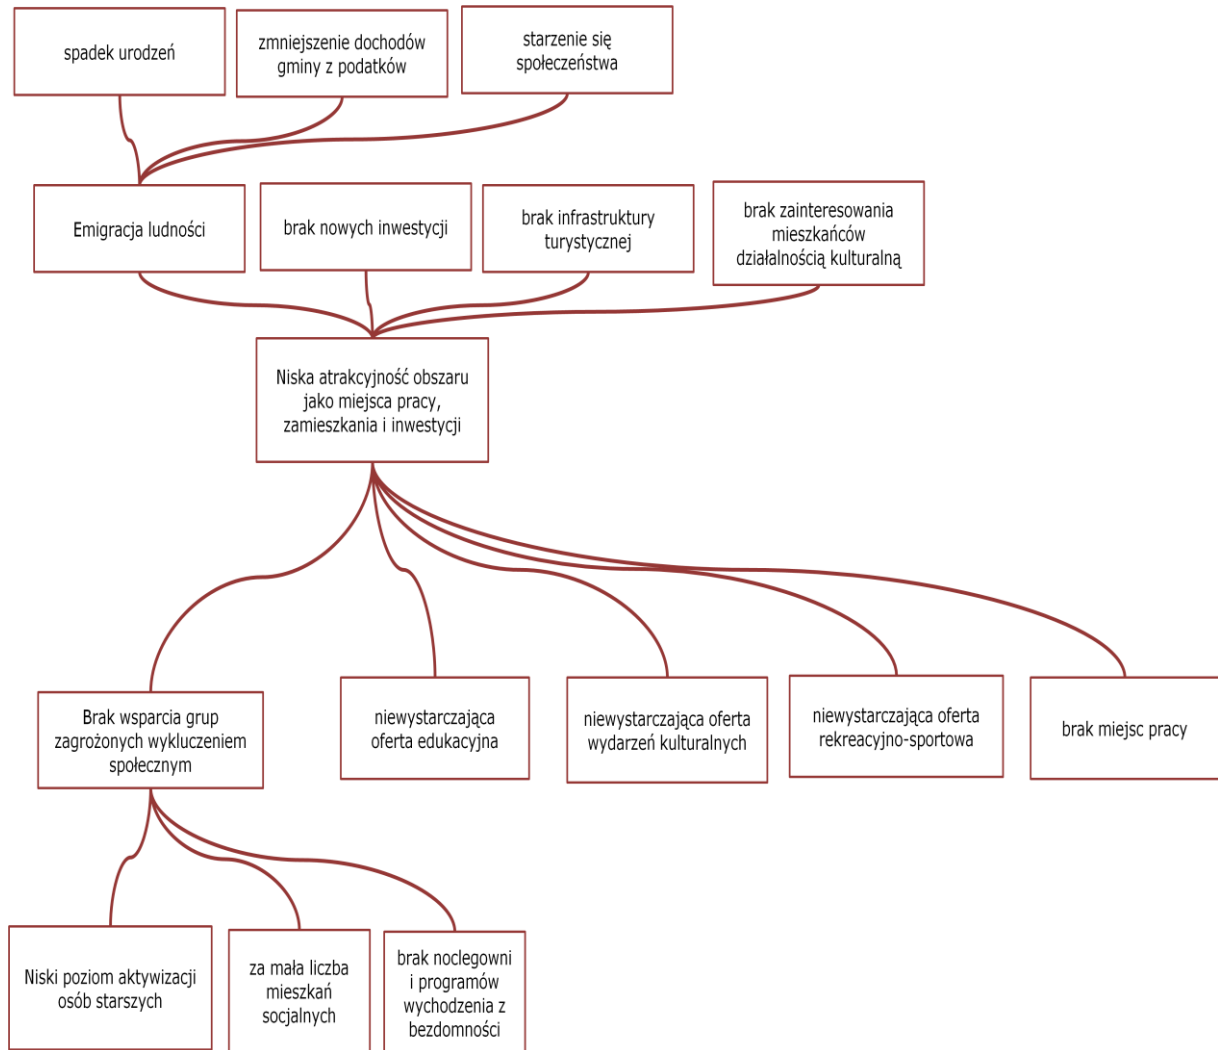 spadek urodzeń
zmniejszenie dochodów
gminy z podatków
starzenie się
społeczeństwa
Emigracja ludności
brak nowych inwestycji
brak infrastruktury
turystycznej
brak zainteresowania
mieszkańców
działalnością kulturalną
Niska atrakcyjność obszaru
jako miejsca pracy,
zamieszkania i inwestycji
Brak wsparcia grup
zagrożonych wykluczeniem
społecznym
niewystarczająca
oferta edukacyjna
niewystarczająca oferta
wydarzeń kulturalnych
niewystarczająca oferta
rekreacyjno-sportowa
brak miejsc pracy
Niski poziom aktywizacji
osób starszych
za mała liczba
mieszkań
socjalnych
brak noclegowni
i programów
wychodzenia z
bezdomności